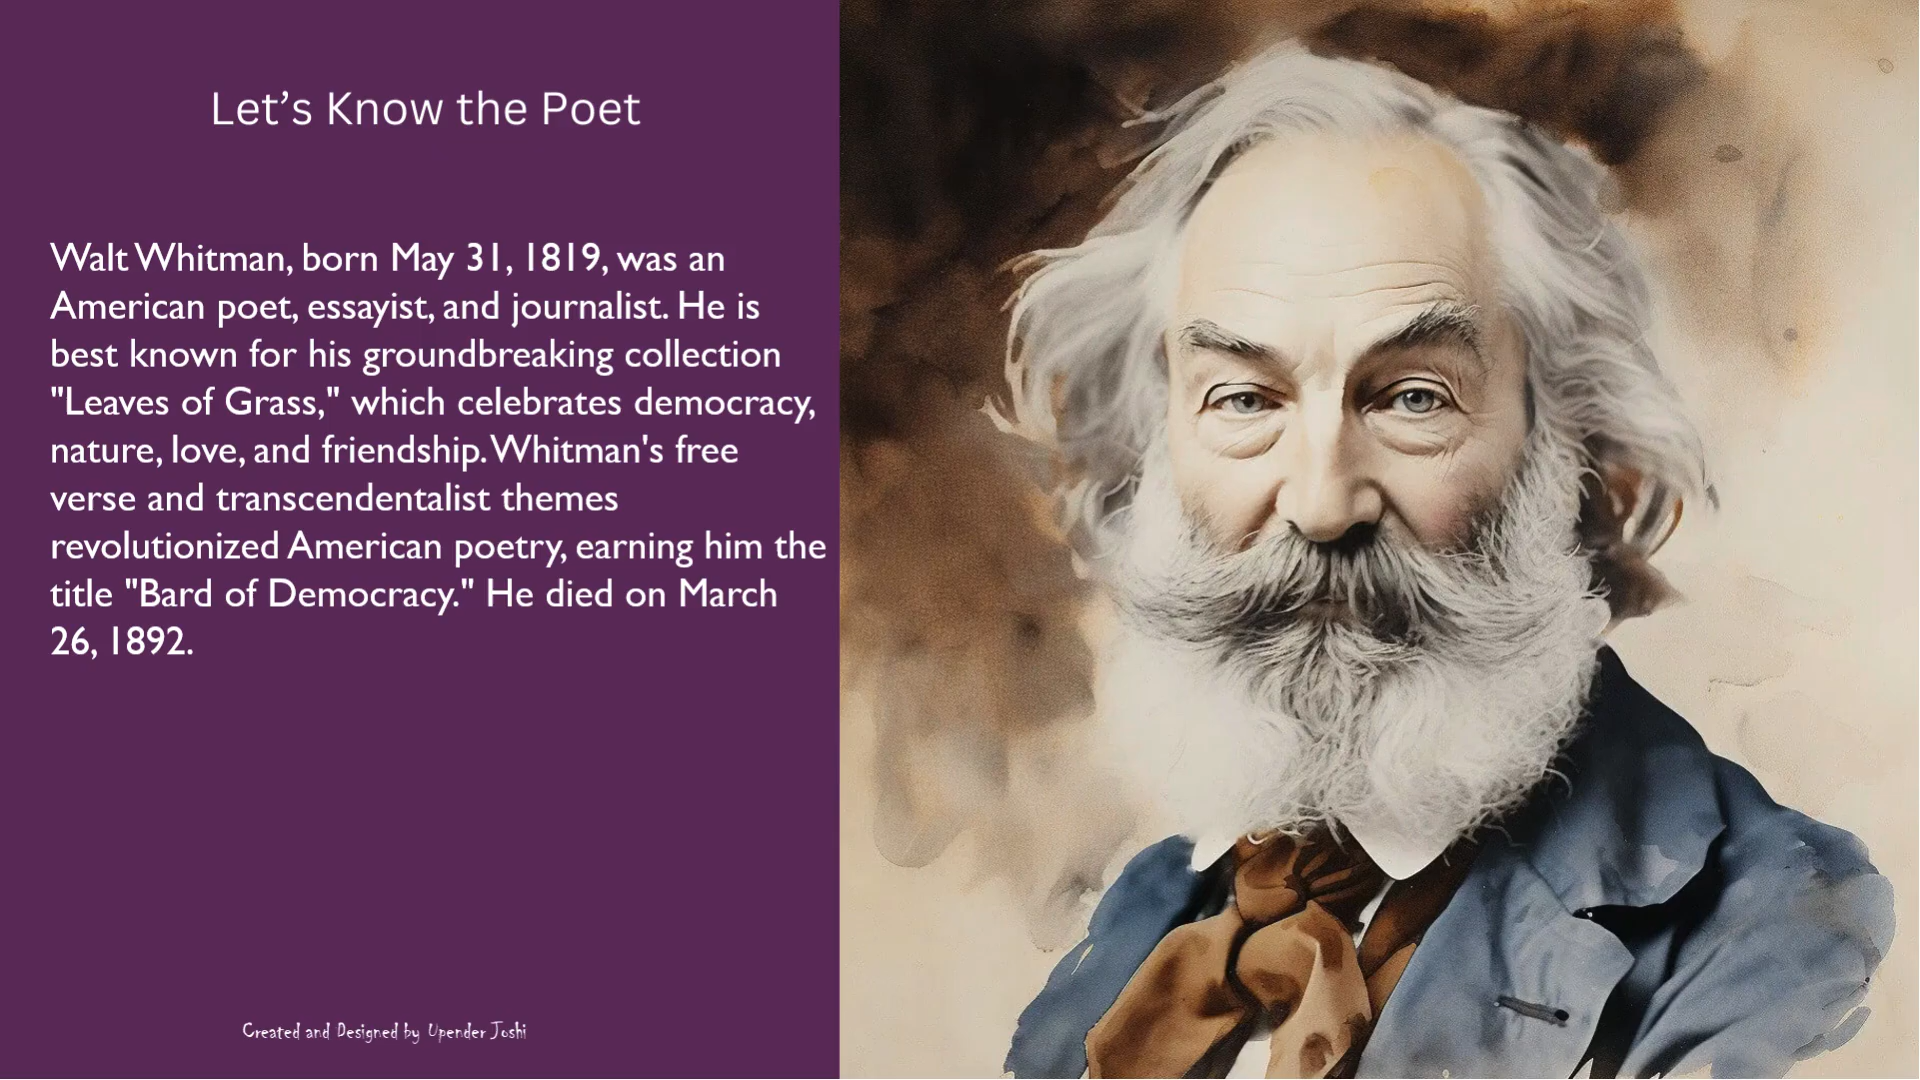 Let’s Know the Poet
Walt Whitman, born May 31, 1819, was an
American poet, essayist, and journalist. He is
best known for his groundbreaking collection
"Leaves of Grass," which celebrates democracy,
nature, love, and friendship. Whitman's free
verse and transcendentalist themes
revolutionized American poetry, earning him the
title "Bard of Democracy." He died on March
26, 1892.
Created and Designed by Upender Joshi